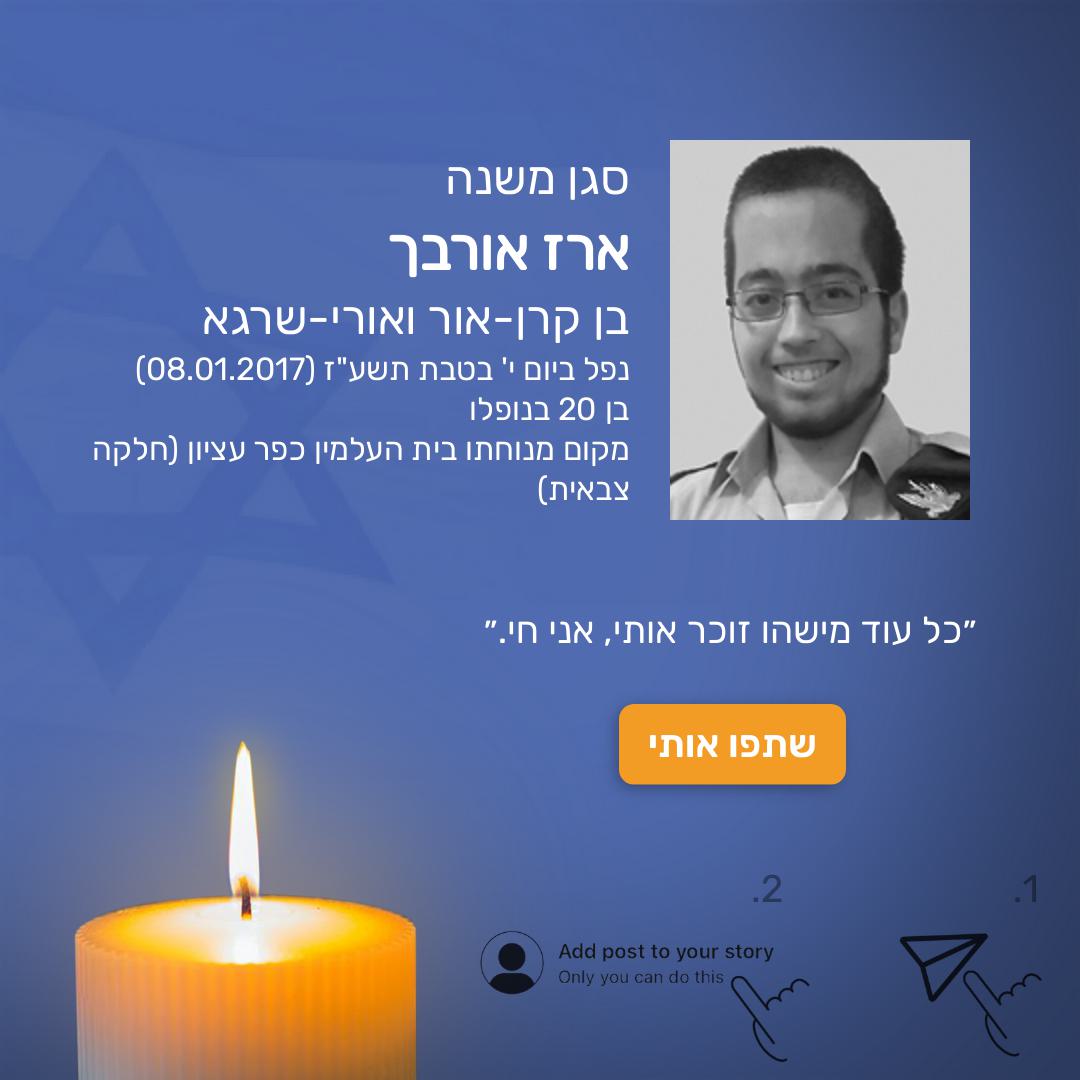 סגן משנה
ארז אורבך
בן קרן-אור ואורי-שרגא
נפל ביום י' בטבת תשע"ז (08.01.2017)
בן 20 בנופלו
מקום מנוחתו בית העלמין כפר עציון (חלקה
צבאית)
״כל עוד מישהו זוכר אותי, אני חי.״
שתפו אותי
.1
.2
Add post to your story
Only you can do this